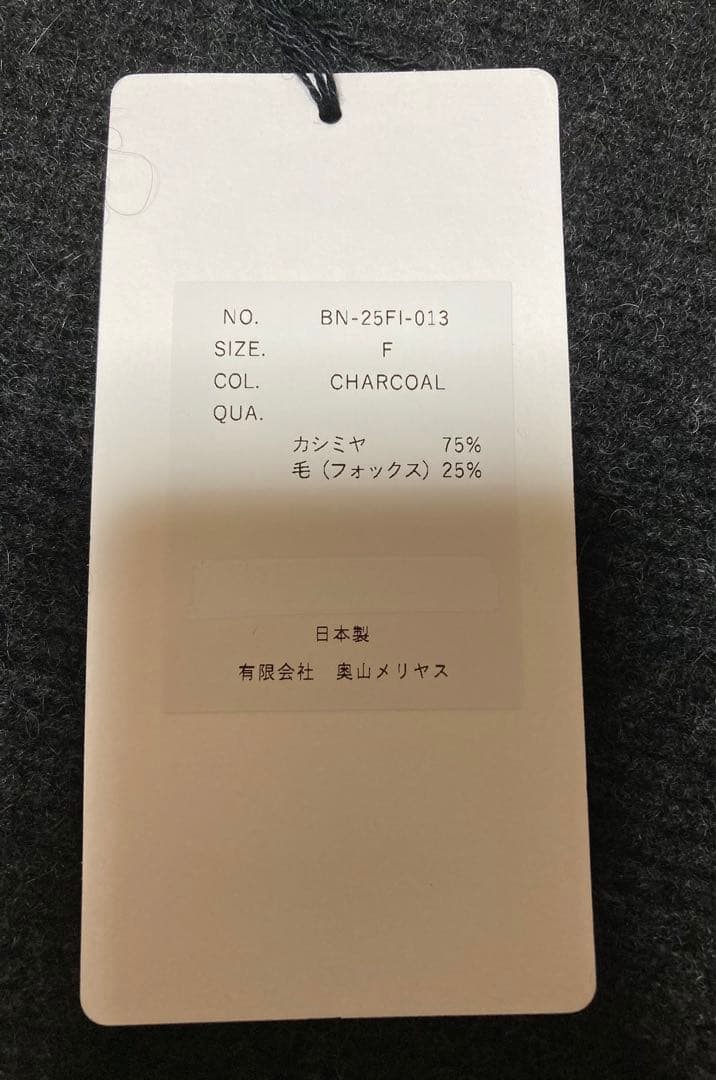 NO. BN-25FI-013
SIZE. F
COL. CHARCOAL
QUA.
カシミヤ 75%
毛（フォックス）25%
日本製
有限会社 奥山メリヤス